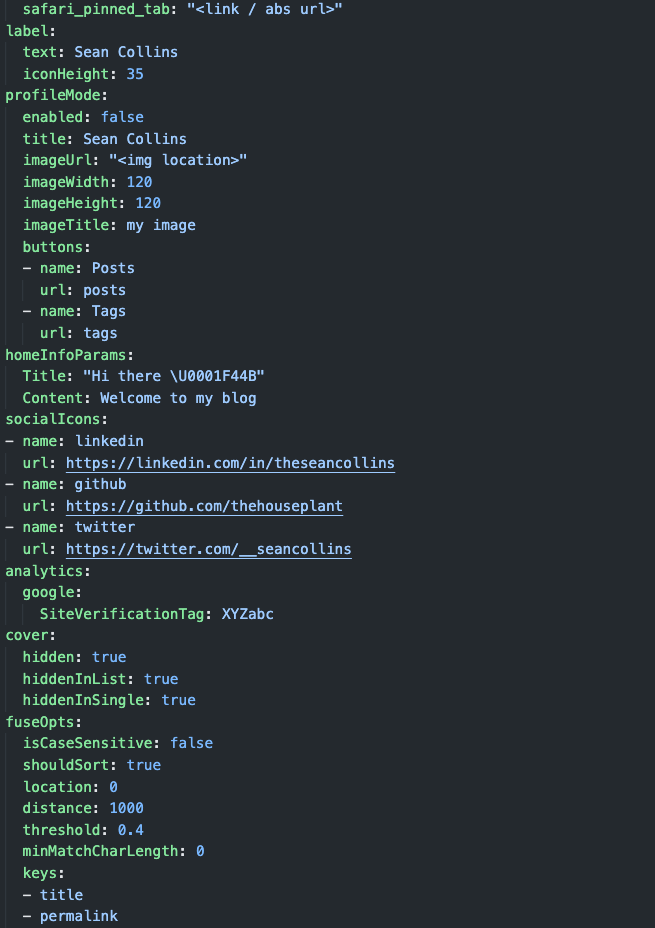 safari_pinned_tab: "<link / abs url>"
label:
  text: Sean Collins
  iconHeight: 35
profileMode:
  enabled: false
  title: Sean Collins
  imageUrl: "<img location>"
  imageWidth: 120
  imageHeight: 120
  imageTitle: my image
  buttons:
  - name: Posts
    url: posts
  - name: Tags
    url: tags
homeInfoParams:
  Title: "Hi there \U0001F44B"
  Content: Welcome to my blog
socialIcons:
- name: linkedin
  url: https://linkedin.com/in/theseancollins
- name: github
  url: https://github.com/thehouseplant
- name: twitter
  url: https://twitter.com/__seancollins
analytics:
  google:
    SiteVerificationTag: XYZabc
cover:
  hidden: true
  hiddenInList: true
  hiddenInSingle: true
fuseOpts:
  isCaseSensitive: false
  shouldSort: true
  location: 0
  distance: 1000
  threshold: 0.4
  minMatchCharLength: 0
  keys:
  - title
  - permalink